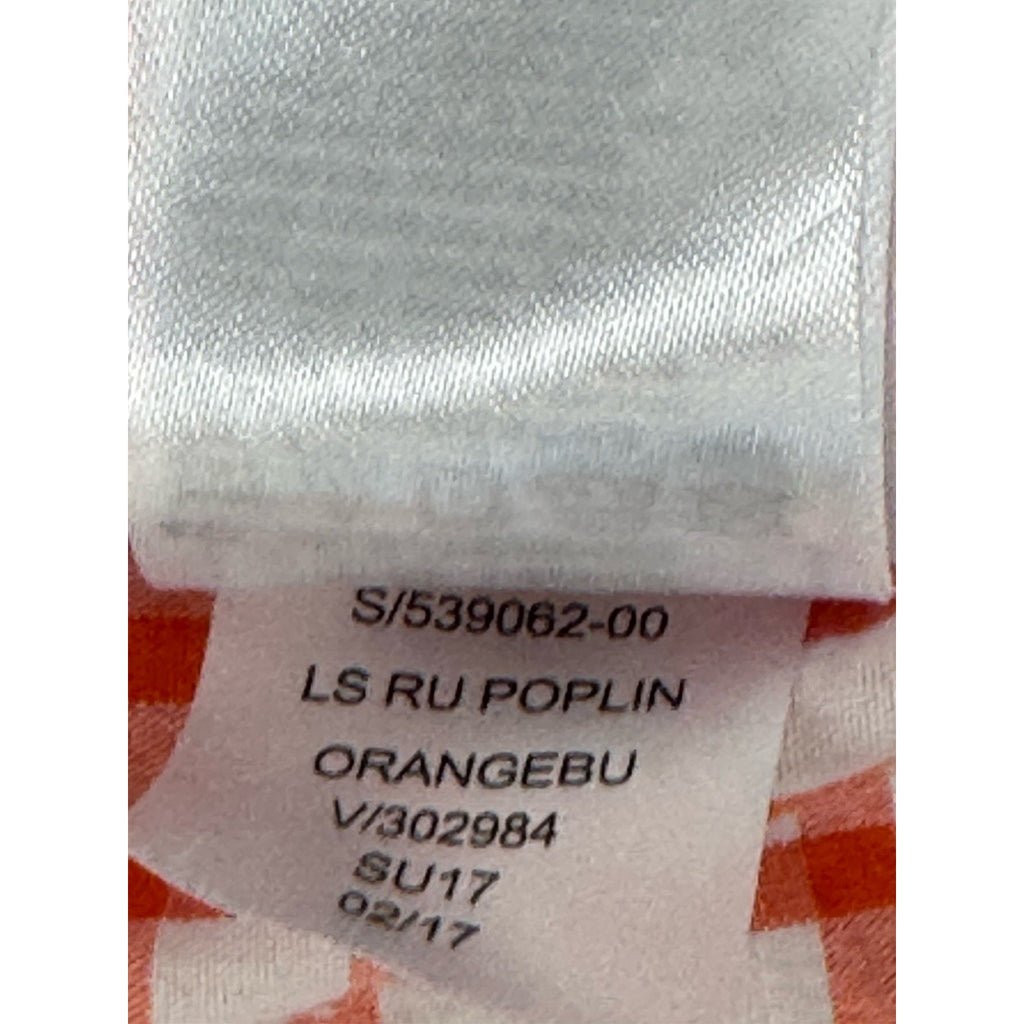 S/539062-00
LS RU POPLIN
ORANGEBU
V/302984
SU17
02/17